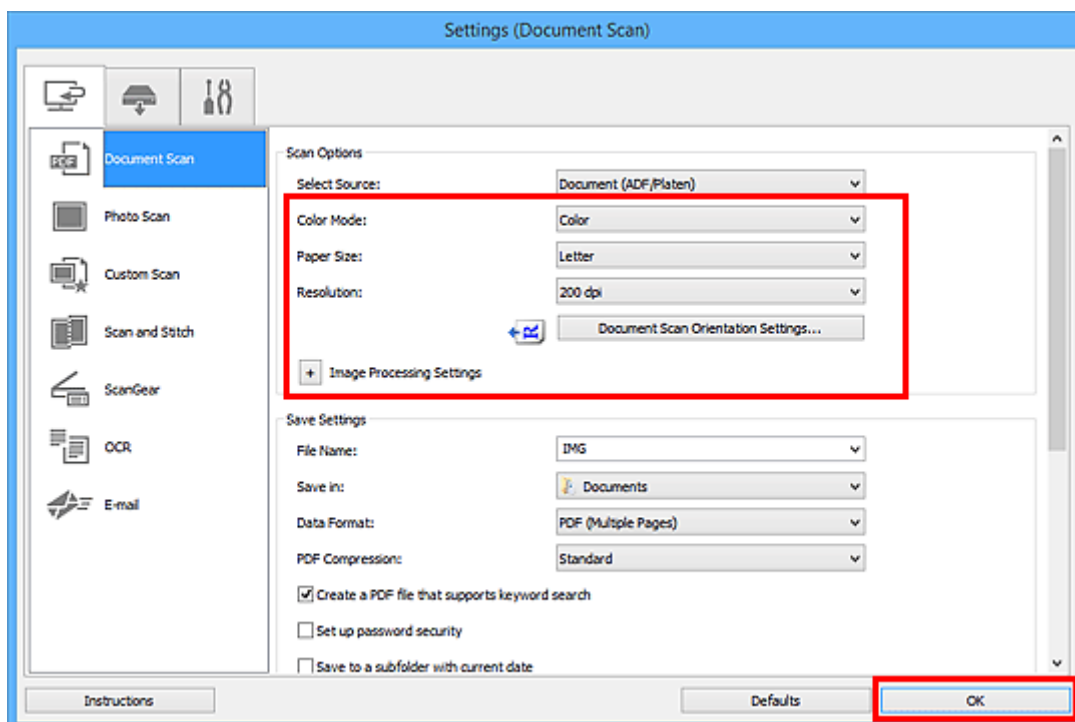 Settings (Document Scan)
PDF
Document Scan
Photo Scan
Custom Scan
Scan and Stitch
ScanGear
OCR
E-mail
Scan Options
Select Source: Document (ADF/Platen)
Color Mode: Color
Paper Size: Letter
Resolution: 200 dpi
R Document Scan Orientation Settings...
+ Image Processing Settings
Save Settings
File Name: IMG
Save in: Documents
Data Format: PDF (Multiple Pages)
PDF Compression: Standard
Create a PDF file that supports keyword search
Set up password security
Save to a subfolder with current date
Instructions Defaults OK